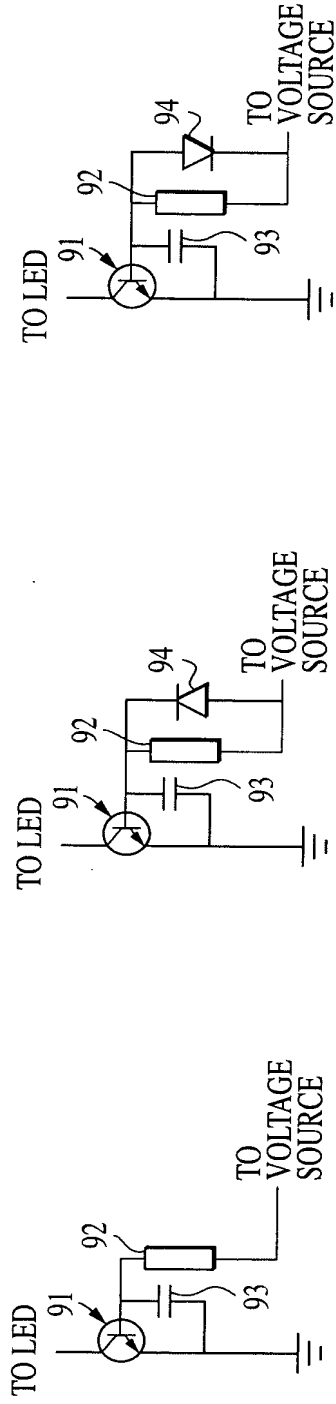 TO LED
91
92
93
TO
VOLTAGE
SOURCE
TO LED
91
92
94
93
TO
VOLTAGE
SOURCE
TO LED
91
92
94
93
TO
VOLTAGE
SOURCE